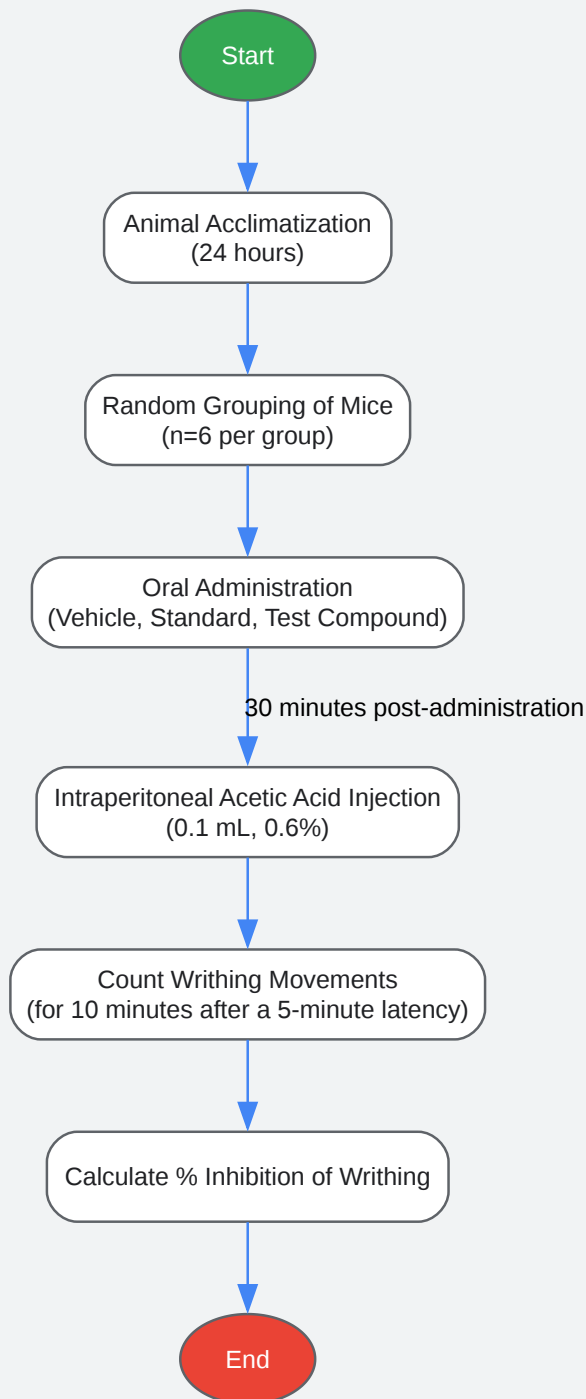 Start
Animal Acclimatization
(24 hours)
Random Grouping of Mice
(n=6 per group)
Oral Administration
(Vehicle, Standard, Test Compound)
30 minutes post-administration
Intraperitoneal Acetic Acid Injection
(0.1 mL, 0.6%)
Count Writhing Movements
(for 10 minutes after a 5-minute latency)
Calculate % Inhibition of Writhing
End